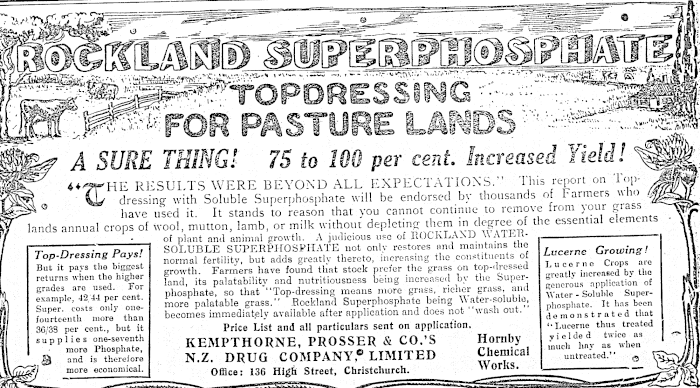 ROCKLAND SUPERPHOSPHATE
TOPDRESSING
FOR PASTURE LANDS
A SURE THING! 75 to 100 per cent. Increased Yield!
"THE RESULTS WERE BEYOND ALL EXPECTATIONS." This report on Top-
dressing with Soluble Superphosphate will be endorsed by thousands of Farmers who
have used it. It stands to reason that you cannot continue to remove from your grass
lands annual crops of wool, mutton, lamb, or milk without depleting them in degree of the essential elements
of plant and animal growth. A judicious use of ROCKLAND WATER-
SOLUBLE SUPERPHOSPHATE not only restores and maintains the
normal fertility, but adds greatly thereto, increasing the constituents of
growth. Farmers have found that stock prefer the grass on top-dressed
land, its palatability and nutritiousness being increased by the Super-
phosphate, so that "Top-dressing means more grass, richer grass, and
more palatable grass." Rockland Superphosphate being Water-soluble,
becomes immediately available after application and does not "wash out."
Price List and all particulars sent on application.
KEMPTHORNE, PROSSER & CO.'S
N.Z. DRUG COMPANY, LIMITED
Office: 136 High Street, Christchurch.
Hornby
Chemical
Works.
Top-Dressing Pays!
But it pays the biggest
returns when the higher
grades are used. For
example, 42/44 per cent.
Super. costs only one-
fourteenth more than
36/38 per cent., but it
supplies one-seventh
more Phosphate,
and is therefore
more economical.
Lucerne Growing!
Lucerne Crops are
greatly increased by the
generous application of
Water-Soluble Super-
phosphate. It has been
demonstrated that
"Lucerne thus treated
yielded twice as
much hay as when
untreated."